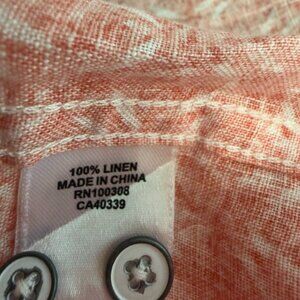 100% LINEN
MADE IN CHINA
RN100308
CA40339